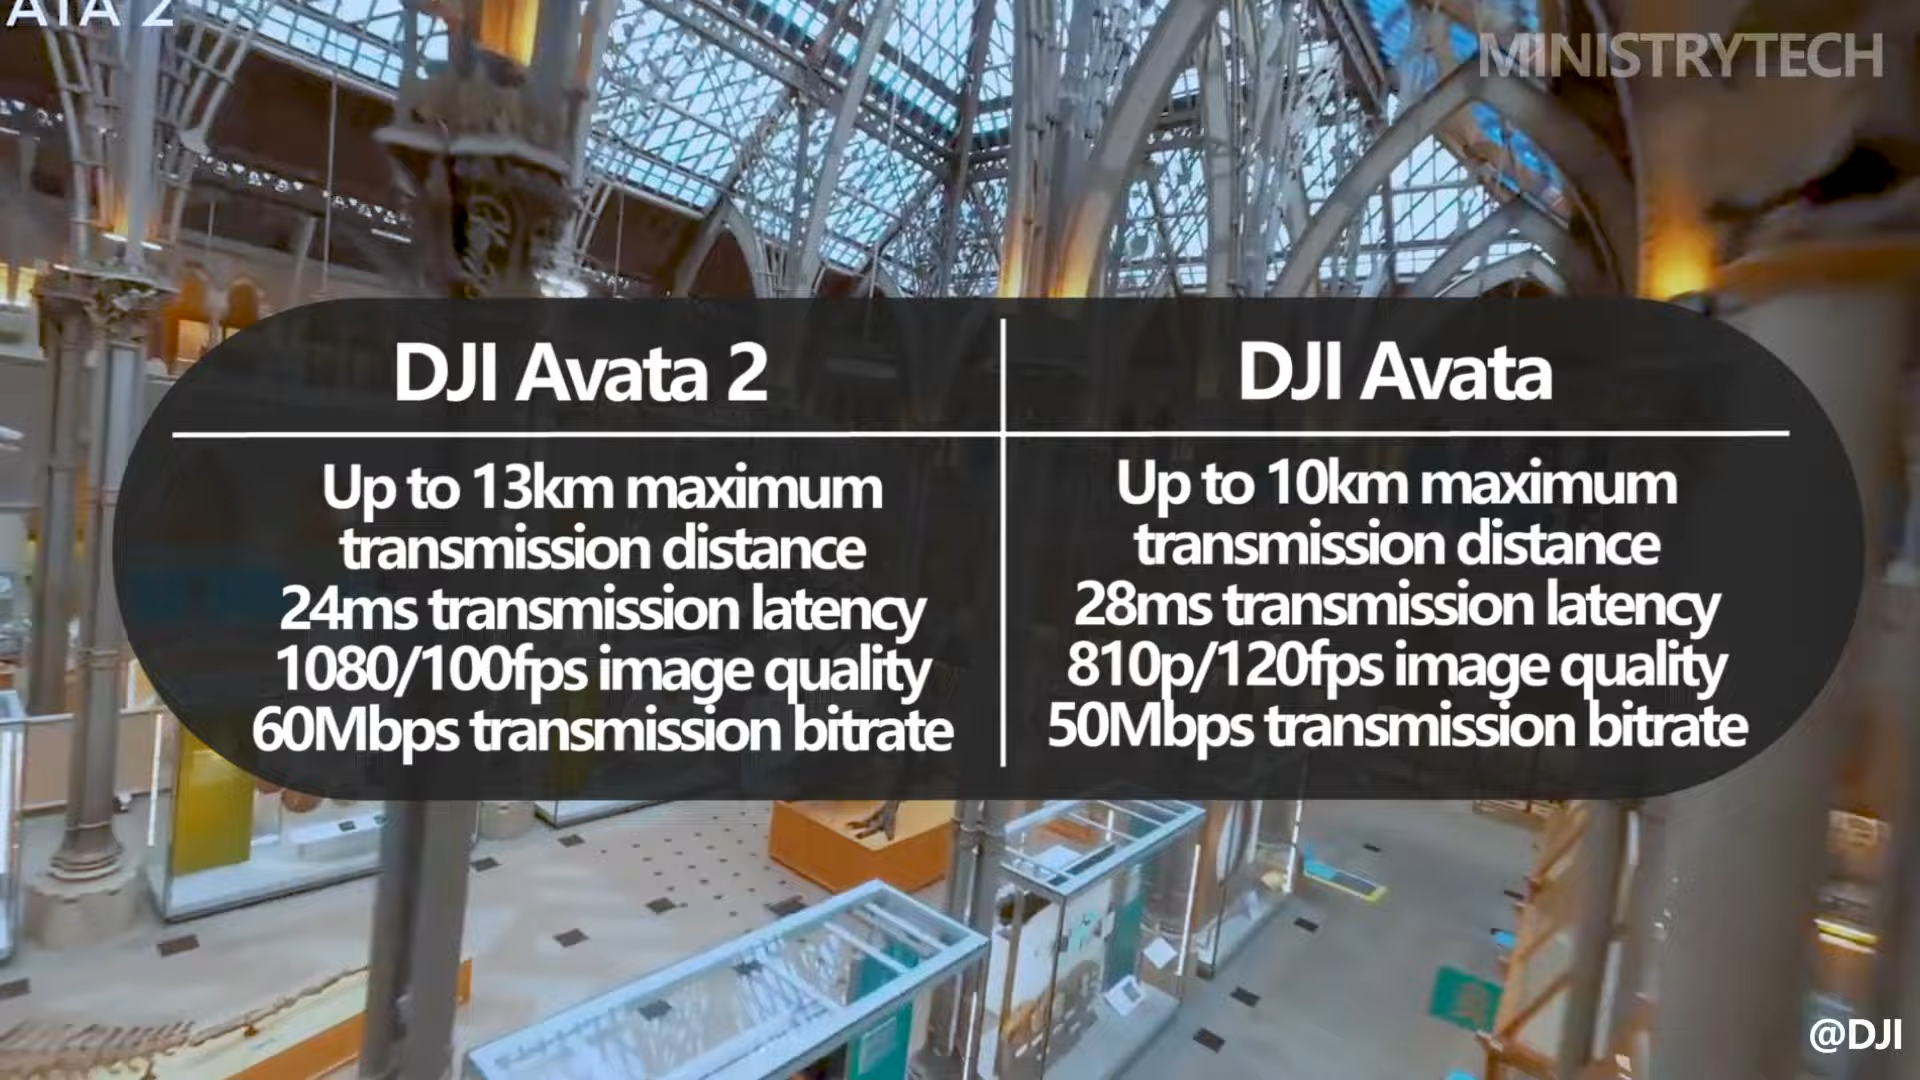 ATA 2
MINISTRYTECH
DJI Avata 2
Up to 13km maximum
transmission distance
24ms transmission latency
1080/100fps image quality
60Mbps transmission bitrate
DJI Avata
Up to 10km maximum
transmission distance
28ms transmission latency
810p/120fps image quality
50Mbps transmission bitrate
@DJI